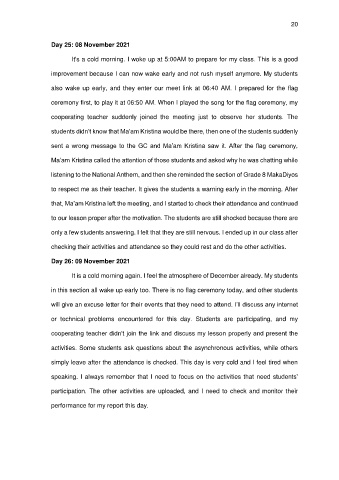 20
Day 25: 08 November 2021
It's a cold morning. I woke up at 5:00AM to prepare for my class. This is a good
improvement because I can now wake early and not rush myself anymore. My students
also wake up early, and they enter our meet link at 06:40 AM. I prepared for the flag
ceremony first, to play it at 06:50 AM. When I played the song for the flag ceremony, my
cooperating teacher suddenly joined the meeting just to observe her students. The
students didn't know that Ma'am Kristina would be there, then one of the students suddenly
sent a wrong message to the GC and Ma'am Kristina saw it. After the flag ceremony,
Ma'am Kristina called the attention of those students and asked why he was chatting while
listening to the National Anthem, and then she reminded the section of Grade 8 MakaDiyos
to respect me as their teacher. It gives the students a warning early in the morning. After
that, Ma'am Kristina left the meeting, and I started to check their attendance and continued
to our lesson proper after the motivation. The students are still shocked because there are
only a few students answering, I felt that they are still nervous. I ended up in our class after
checking their activities and attendance so they could rest and do the other activities.
Day 26: 09 November 2021
It is a cold morning again. I feel the atmosphere of December already. My students
in this section all wake up early too. There is no flag ceremony today, and other students
will give an excuse letter for their events that they need to attend. I'll discuss any internet
or technical problems encountered for this day. Students are participating, and my
cooperating teacher didn't join the link and discuss my lesson properly and present the
activities. Some students ask questions about the asynchronous activities, while others
simply leave after the attendance is checked. This day is very cold and I feel tired when
speaking. I always remember that I need to focus on the activities that need students'
participation. The other activities are uploaded, and I need to check and monitor their
performance for my report this day.